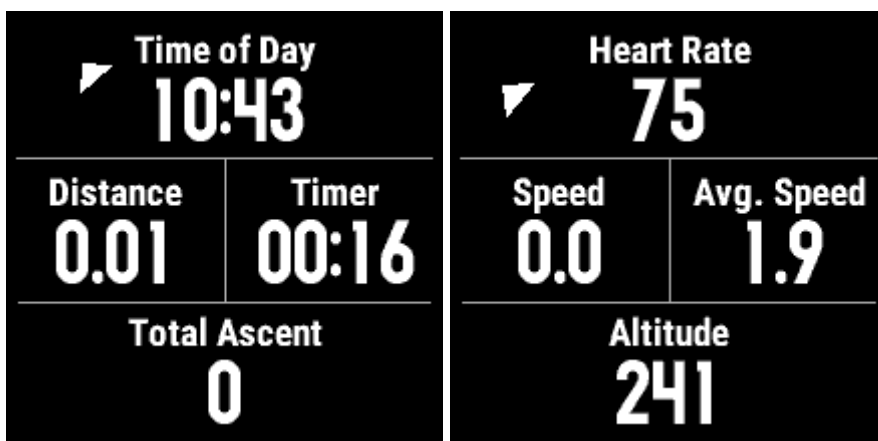 Time of Day
10:43
Distance
0.01
Timer
00:16
Total Ascent
0
Heart Rate
75
Speed
0.0
Avg. Speed
1.9
Altitude
241